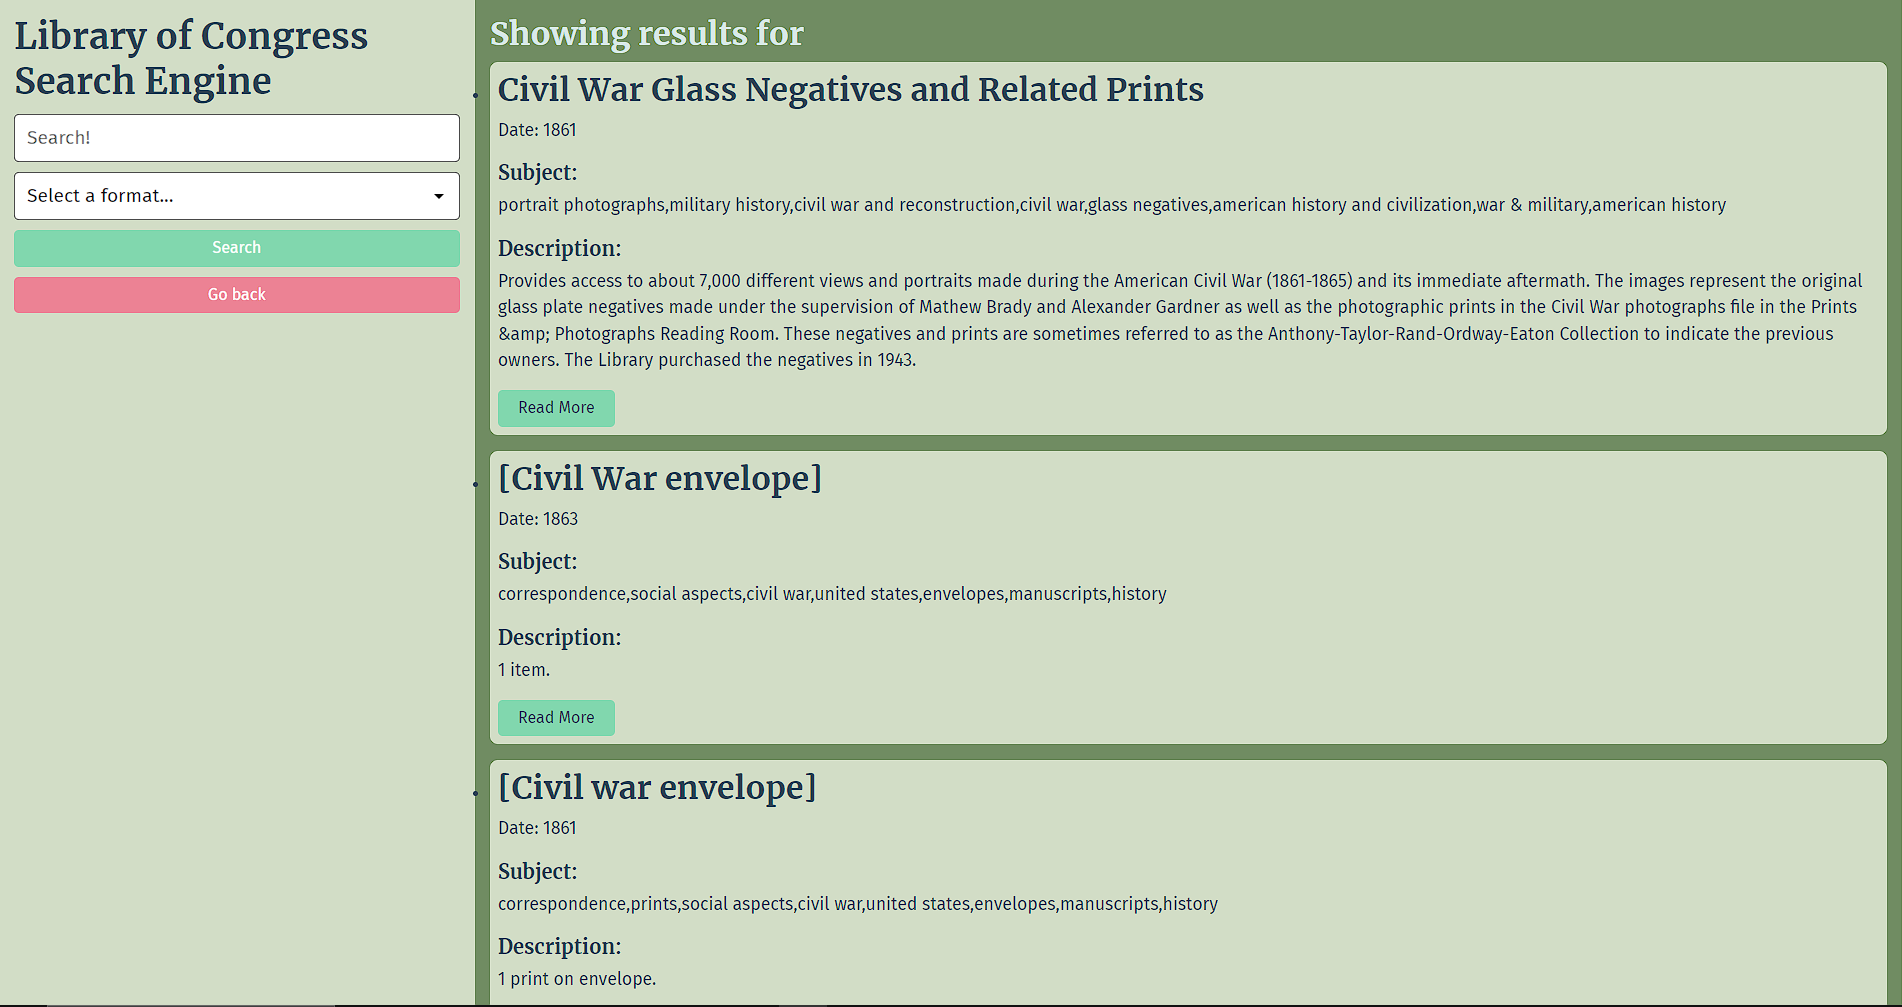 Library of Congress
Search Engine
Search!
Select a format...
Search
Go back
Showing results for
Civil War Glass Negatives and Related Prints
Date: 1861
Subject:
portrait photographs,military history,civil war and reconstruction,civil war,glass negatives,american history and civilization,war & military,american history
Description:
Provides access to about 7,000 different views and portraits made during the American Civil War (1861-1865) and its immediate aftermath. The images represent the original
glass plate negatives made under the supervision of Mathew Brady and Alexander Gardner as well as the photographic prints in the Civil War photographs file in the Prints
&amp; Photographs Reading Room. These negatives and prints are sometimes referred to as the Anthony-Taylor-Rand-Ordway-Eaton Collection to indicate the previous
owners. The Library purchased the negatives in 1943.
Read More
[Civil War envelope]
Date: 1863
Subject:
correspondence,social aspects,civil war,united states,envelopes,manuscripts,history
Description:
1 item.
Read More
[Civil war envelope]
Date: 1861
Subject:
correspondence,prints,social aspects,civil war,united states,envelopes,manuscripts,history
Description:
1 print on envelope.